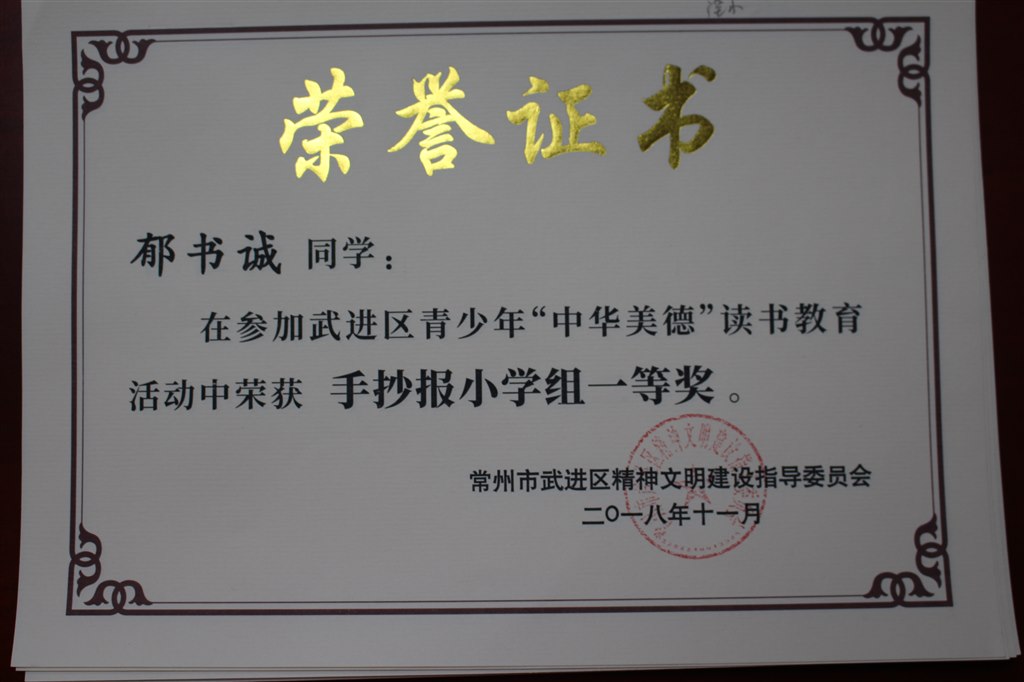 荣誉证书
郁书诚 同学：
在参加武进区青少年“中华美德”读书教育
活动中荣获 手抄报小学组一等奖。
常州市武进区精神文明建设指导委员会
二〇一八年十一月